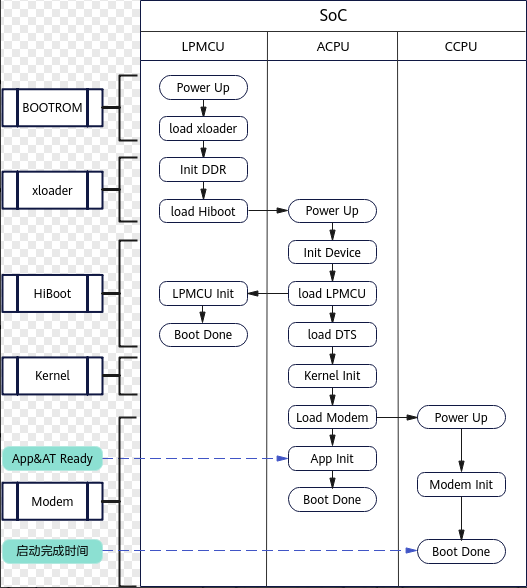 SoC
LPMCU ACPU CCPU
Power Up
BOOTROM
load xloader
Init DDR
xloader
load Hiboot Power Up
Init Device
HiBoot LPMCU Init load LPMCU
Boot Done load DTS
Kernel Kernel Init
Load Modem Power Up
App&AT Ready App Init
Modem Init
Modem Boot Done
启动完成时间 Boot Done